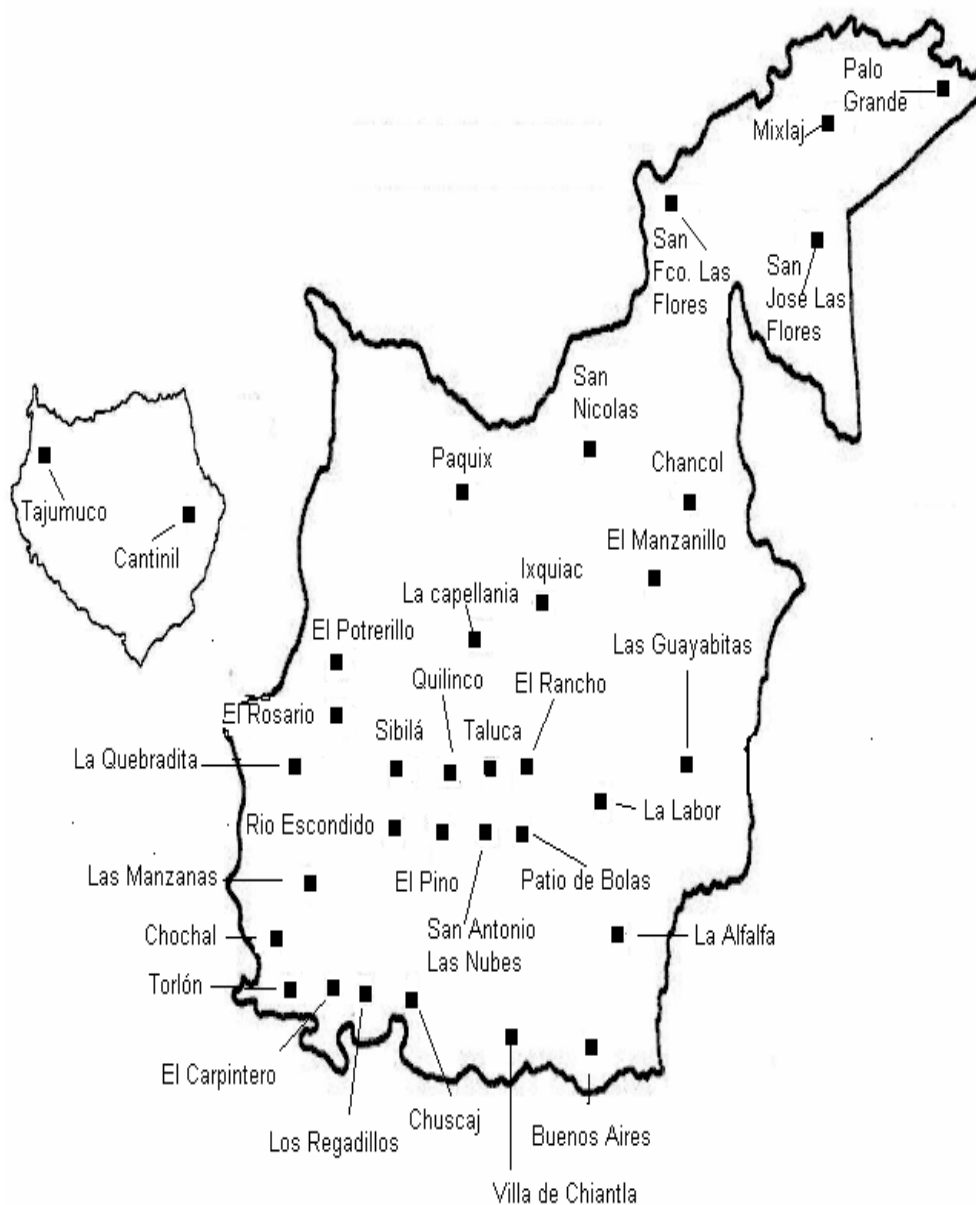 Palo
Grande
Mixlaj
San
Fco. Las
Flores
San
José Las
Flores
San
Nicolas
Paquix
Chancol
Tajumuco
Cantinil
El Manzanillo
Ixquiac
La capellania
El Potrerillo
Las Guayabitas
Quilinco
El Rancho
El Rosario
Sibilá
Taluca
La Quebradita
La Labor
Rio Escondido
Las Manzanas
El Pino
Patio de Bolas
San Antonio
Las Nubes
Chochal
La Alfalfa
Torlón
El Carpintero
Los Regadillos
Chuscaj
Buenos Aires
Villa de Chiantla